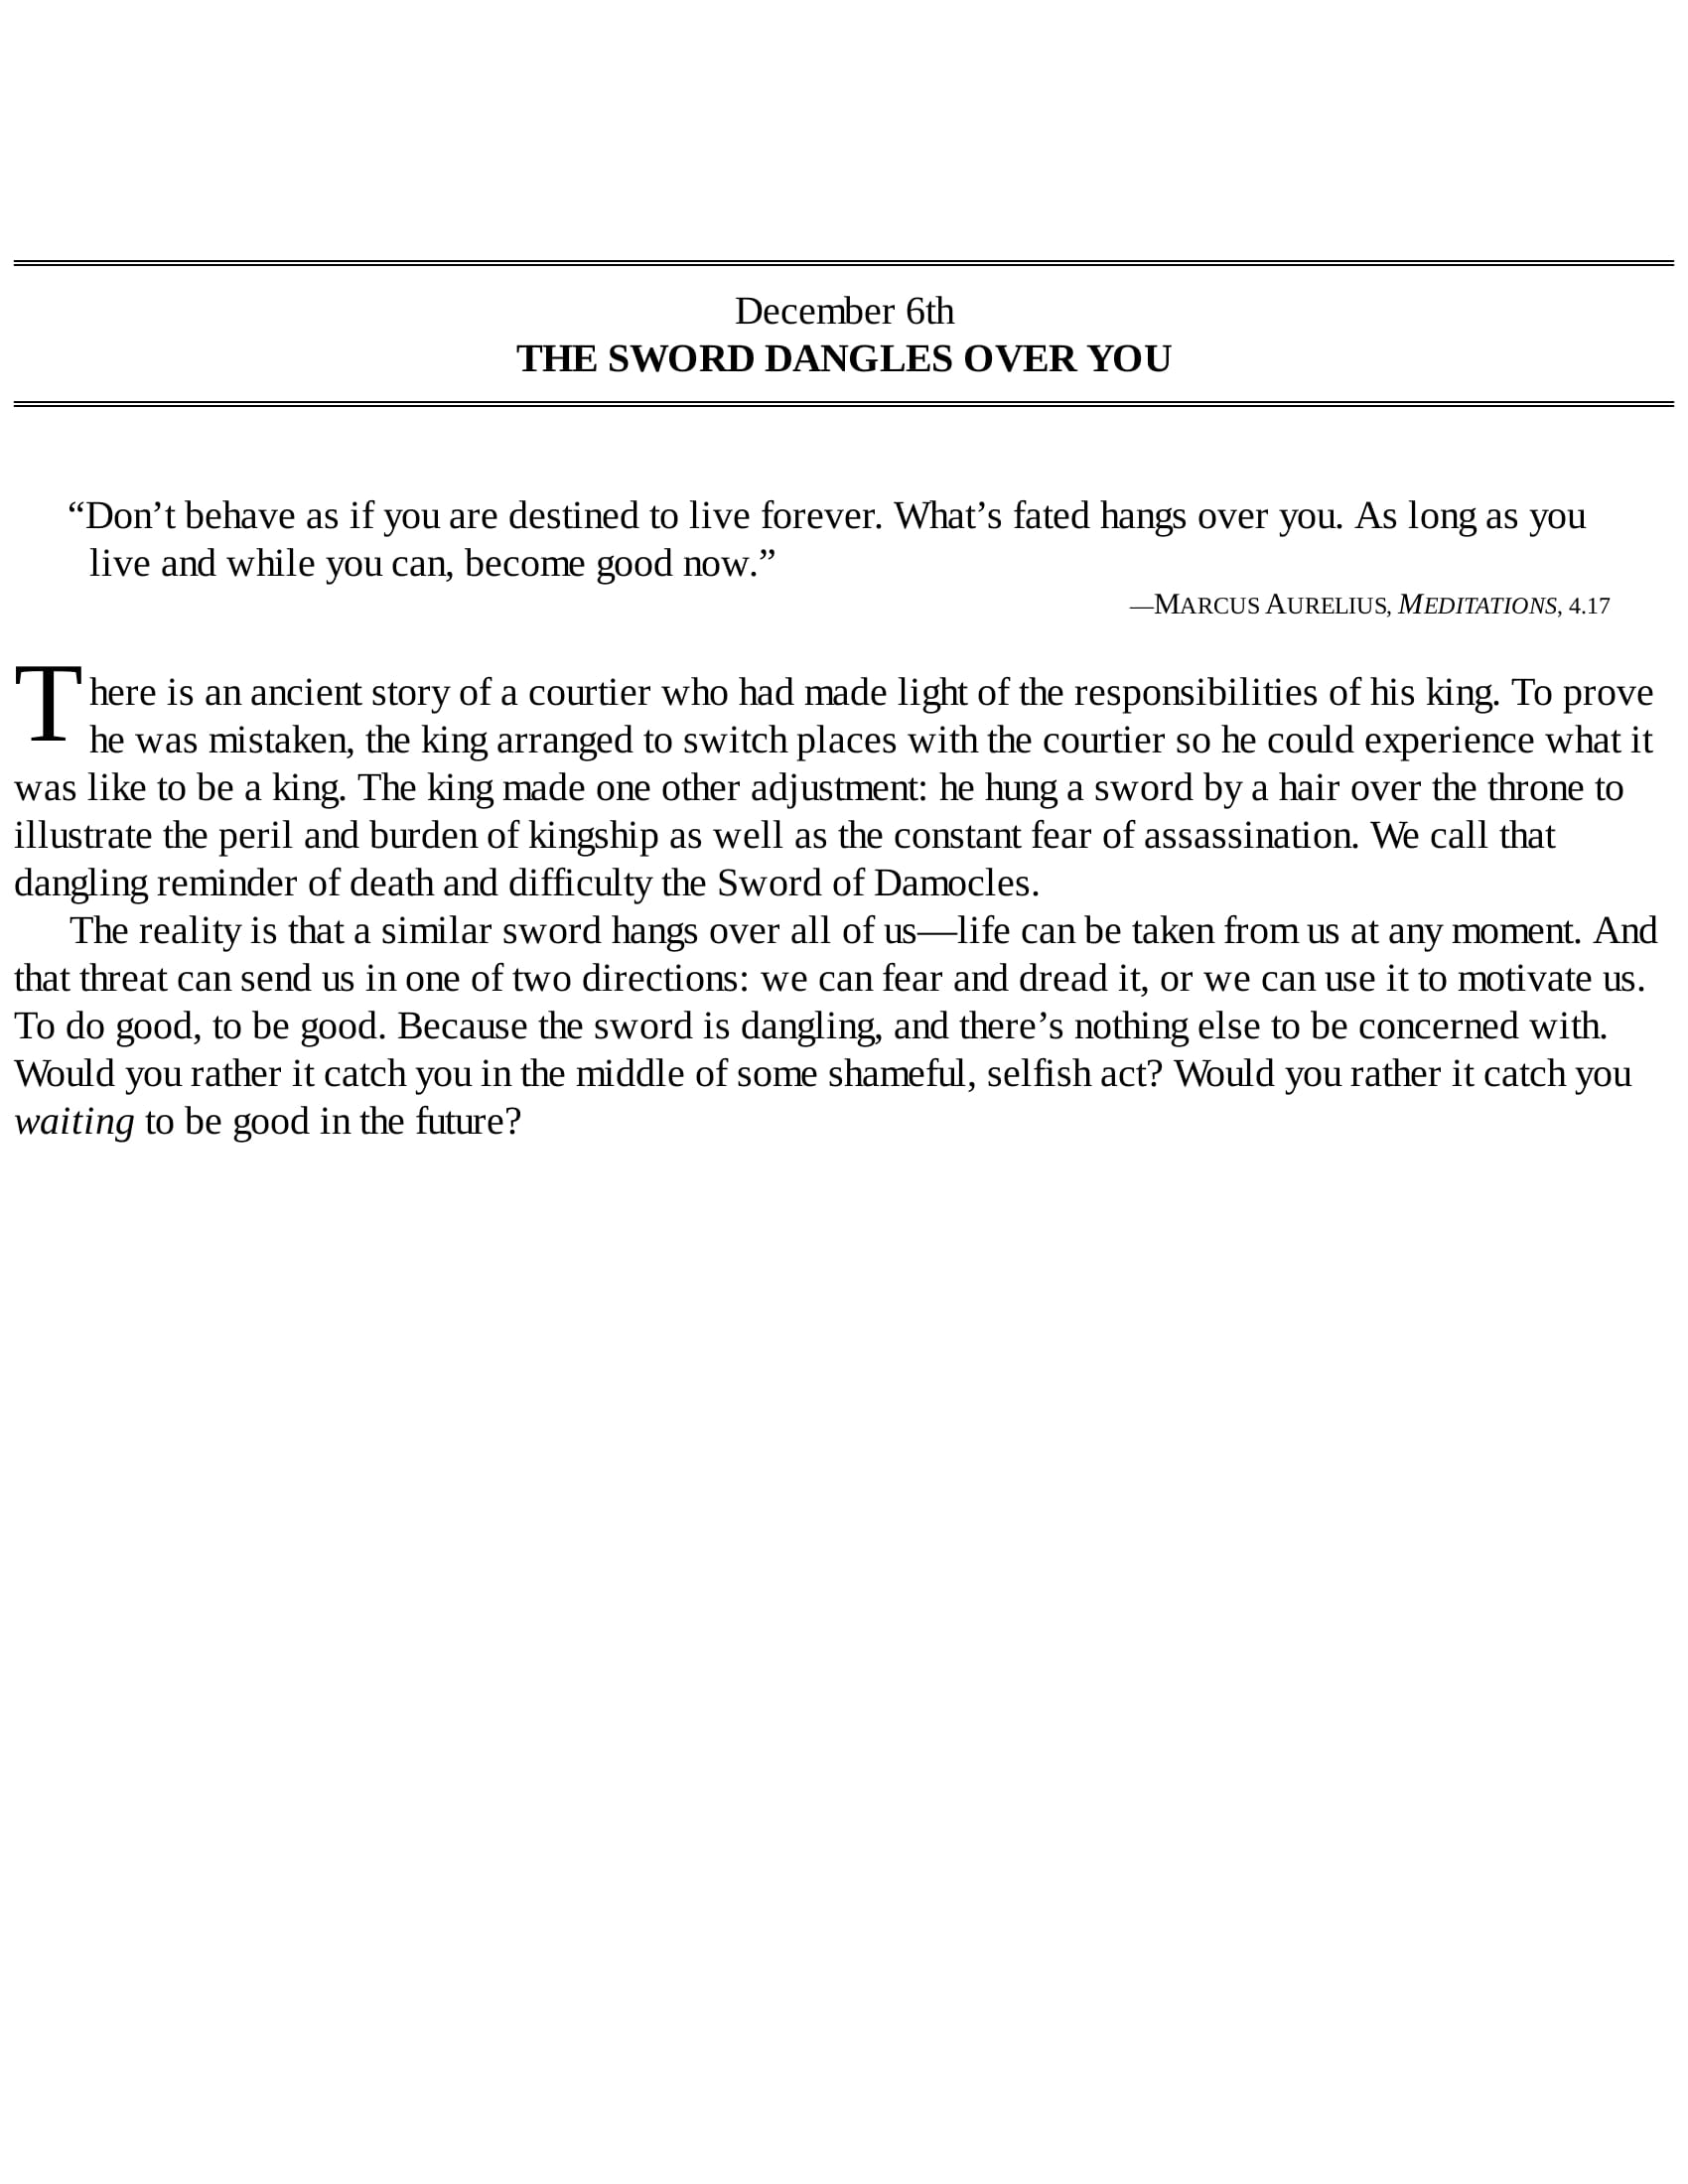 December 6th
THE SWORD DANGLES OVER YOU
“Don’t behave as if you are destined to live forever. What’s fated hangs over you. As long as you
live and while you can, become good now.”
—MARCUS AURELIUS, MEDITATIONS, 4.17
There is an ancient story of a courtier who had made light of the responsibilities of his king. To prove
he was mistaken, the king arranged to switch places with the courtier so he could experience what it
was like to be a king. The king made one other adjustment: he hung a sword by a hair over the throne to
illustrate the peril and burden of kingship as well as the constant fear of assassination. We call that
dangling reminder of death and difficulty the Sword of Damocles.
The reality is that a similar sword hangs over all of us—life can be taken from us at any moment. And
that threat can send us in one of two directions: we can fear and dread it, or we can use it to motivate us.
To do good, to be good. Because the sword is dangling, and there’s nothing else to be concerned with.
Would you rather it catch you in the middle of some shameful, selfish act? Would you rather it catch you
waiting to be good in the future?